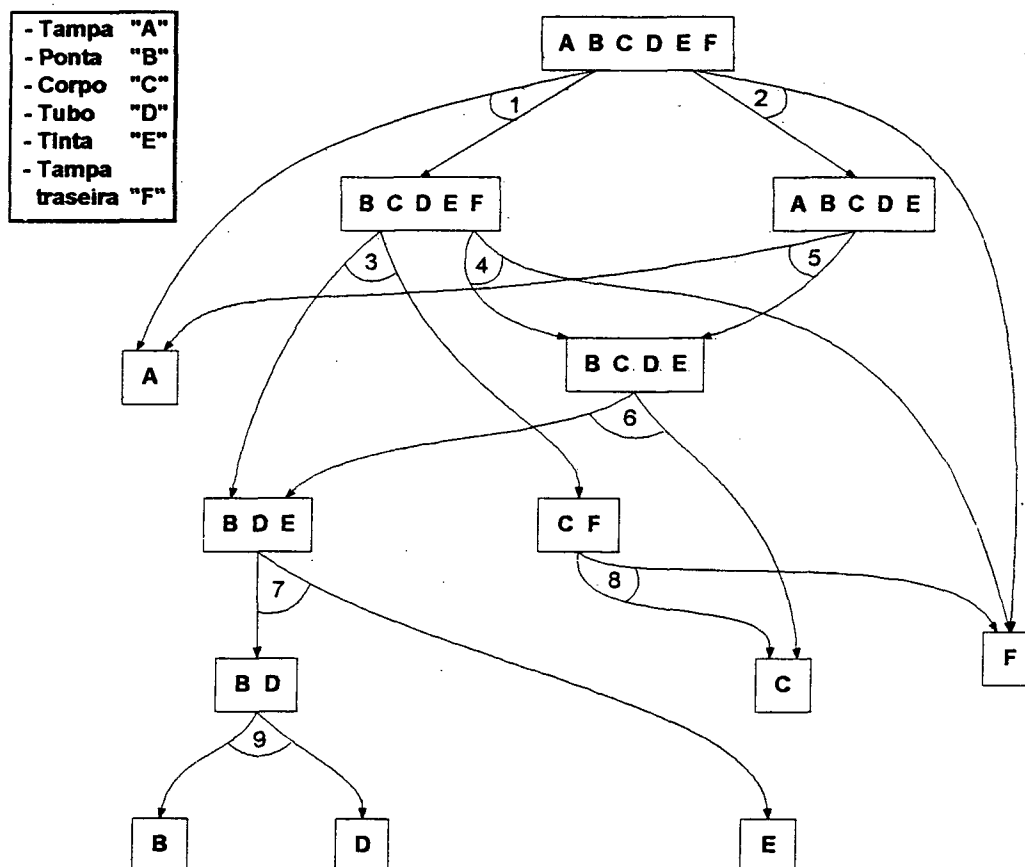 - Tampa "A"
- Ponta "B"
- Corpo "C"
- Tubo "D"
- Tinta "E"
- Tampa
traseira "F"
A B C D E F
1
2
B C D E F
A B C D E
3
4
5
A
B C D E
6
B D E
C F
7
8
F
B D
C
9
B
D
E